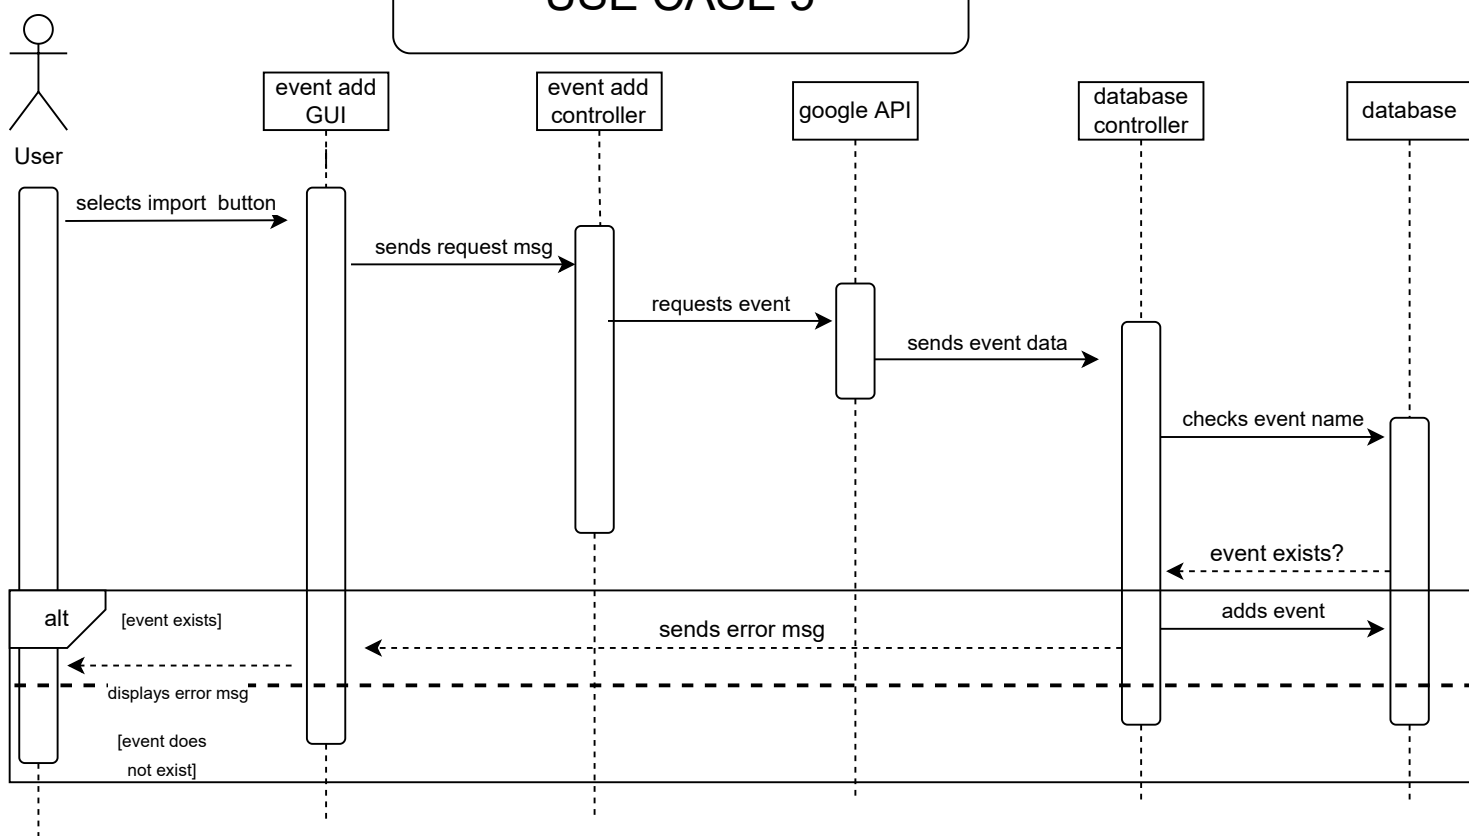 USE CASE 5
User
event add
GUI
event add
controller
google API
database
controller
database
selects import  button
sends request msg
requests event
sends event data
checks event name
event exists?
alt
[event exists]
adds event
sends error msg
displays error msg
[event does
not exist]